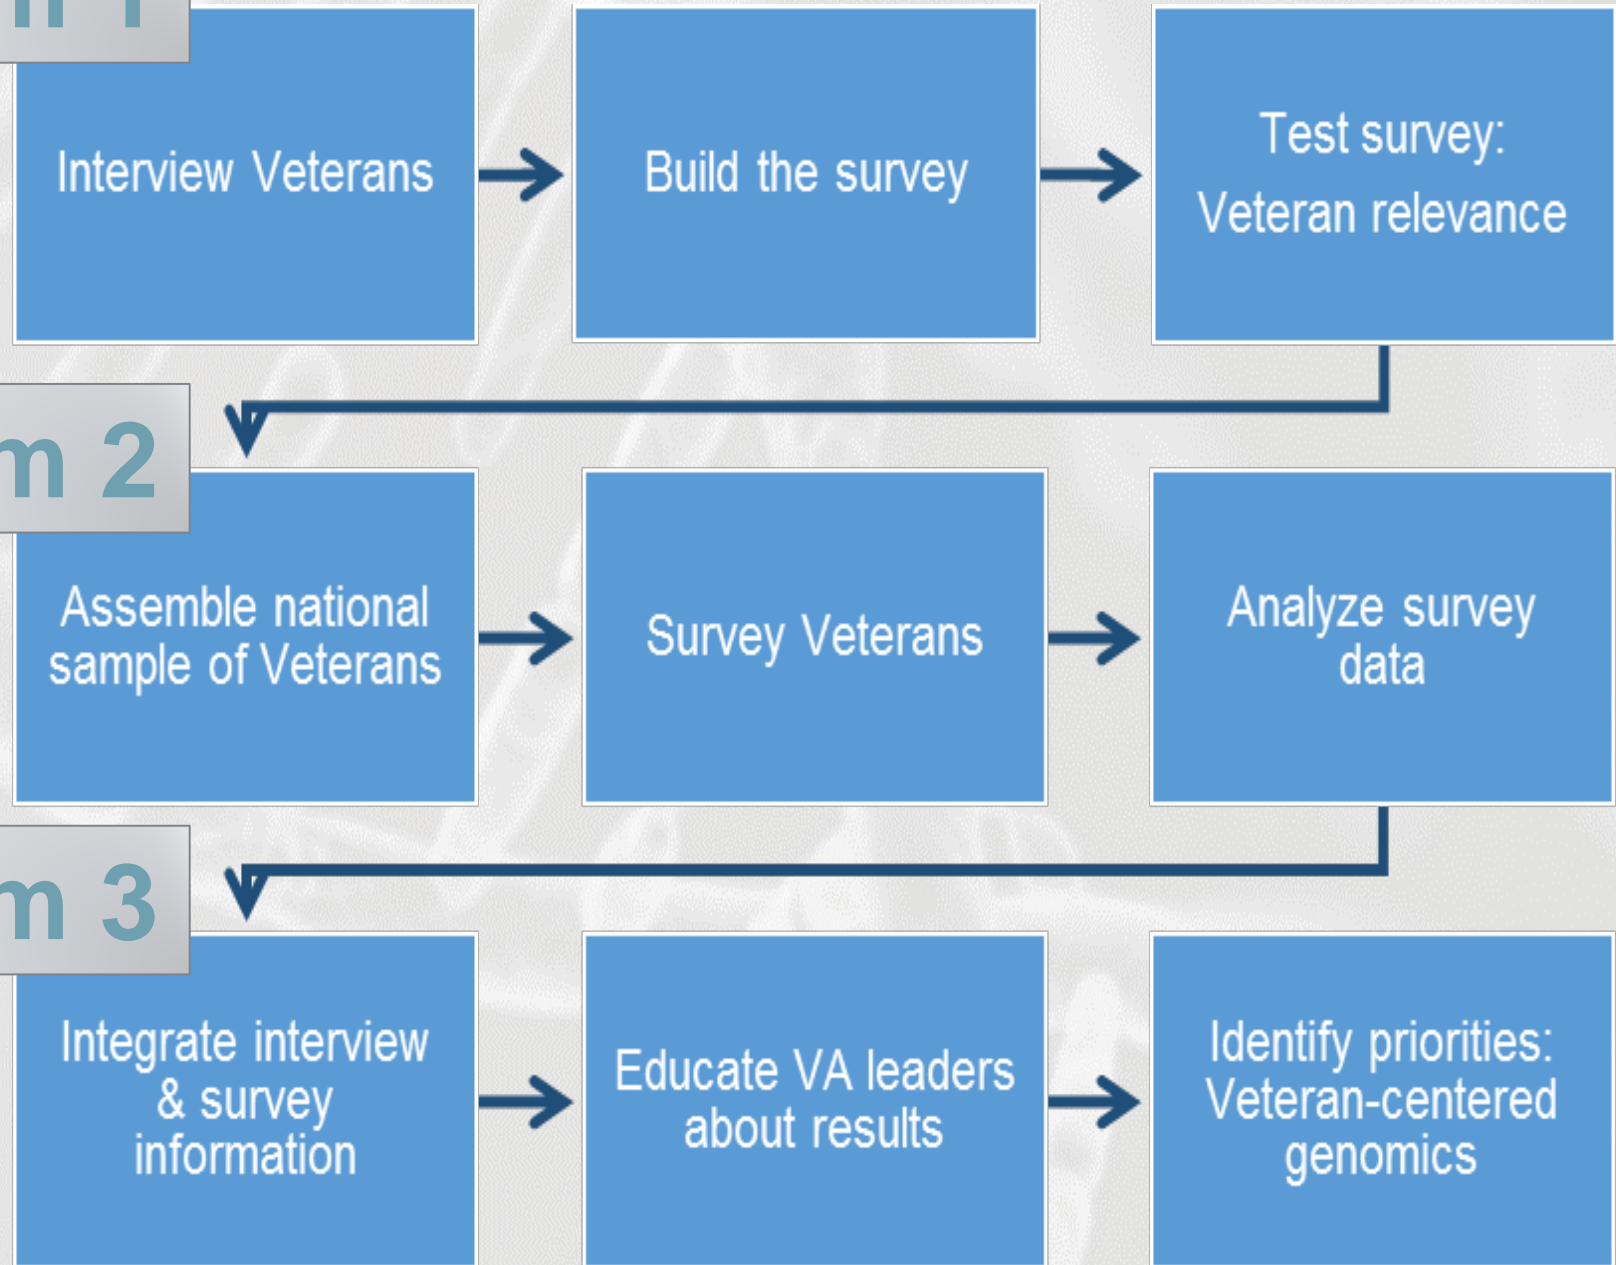 m 1
Interview Veterans
Build the survey
Test survey:
Veteran relevance
m 2
Assemble national
sample of Veterans
Survey Veterans
Analyze survey
data
m 3
Integrate interview
& survey
information
Educate VA leaders
about results
Identify priorities:
Veteran-centered
genomics